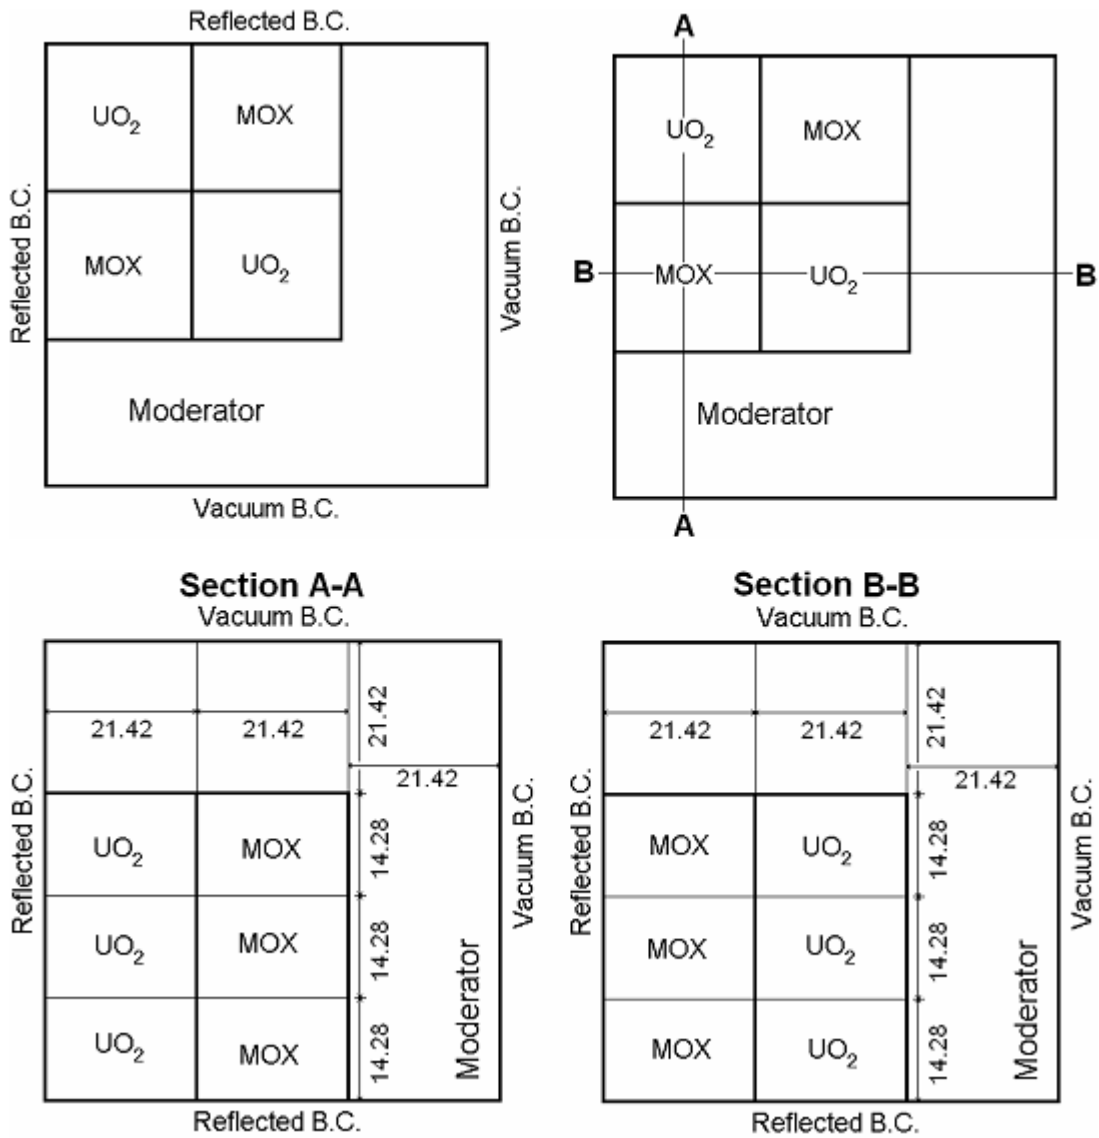 Reflected B.C.
UO₂ MOX
MOX UO₂
Reflected B.C.
Vacuum B.C.
Moderator
Vacuum B.C.
A
UO₂ MOX
B MOX UO₂ B
Moderator
A
Section A-A
Vacuum B.C.
21.42 21.42 21.42
21.42
Reflected B.C.
UO₂ MOX 14.28
UO₂ MOX 14.28
UO₂ MOX 14.28
Moderator
Vacuum B.C.
Reflected B.C.
Section B-B
Vacuum B.C.
21.42 21.42 21.42
21.42
Reflected B.C.
MOX UO₂ 14.28
MOX UO₂ 14.28
MOX UO₂ 14.28
Moderator
Vacuum B.C.
Reflected B.C.